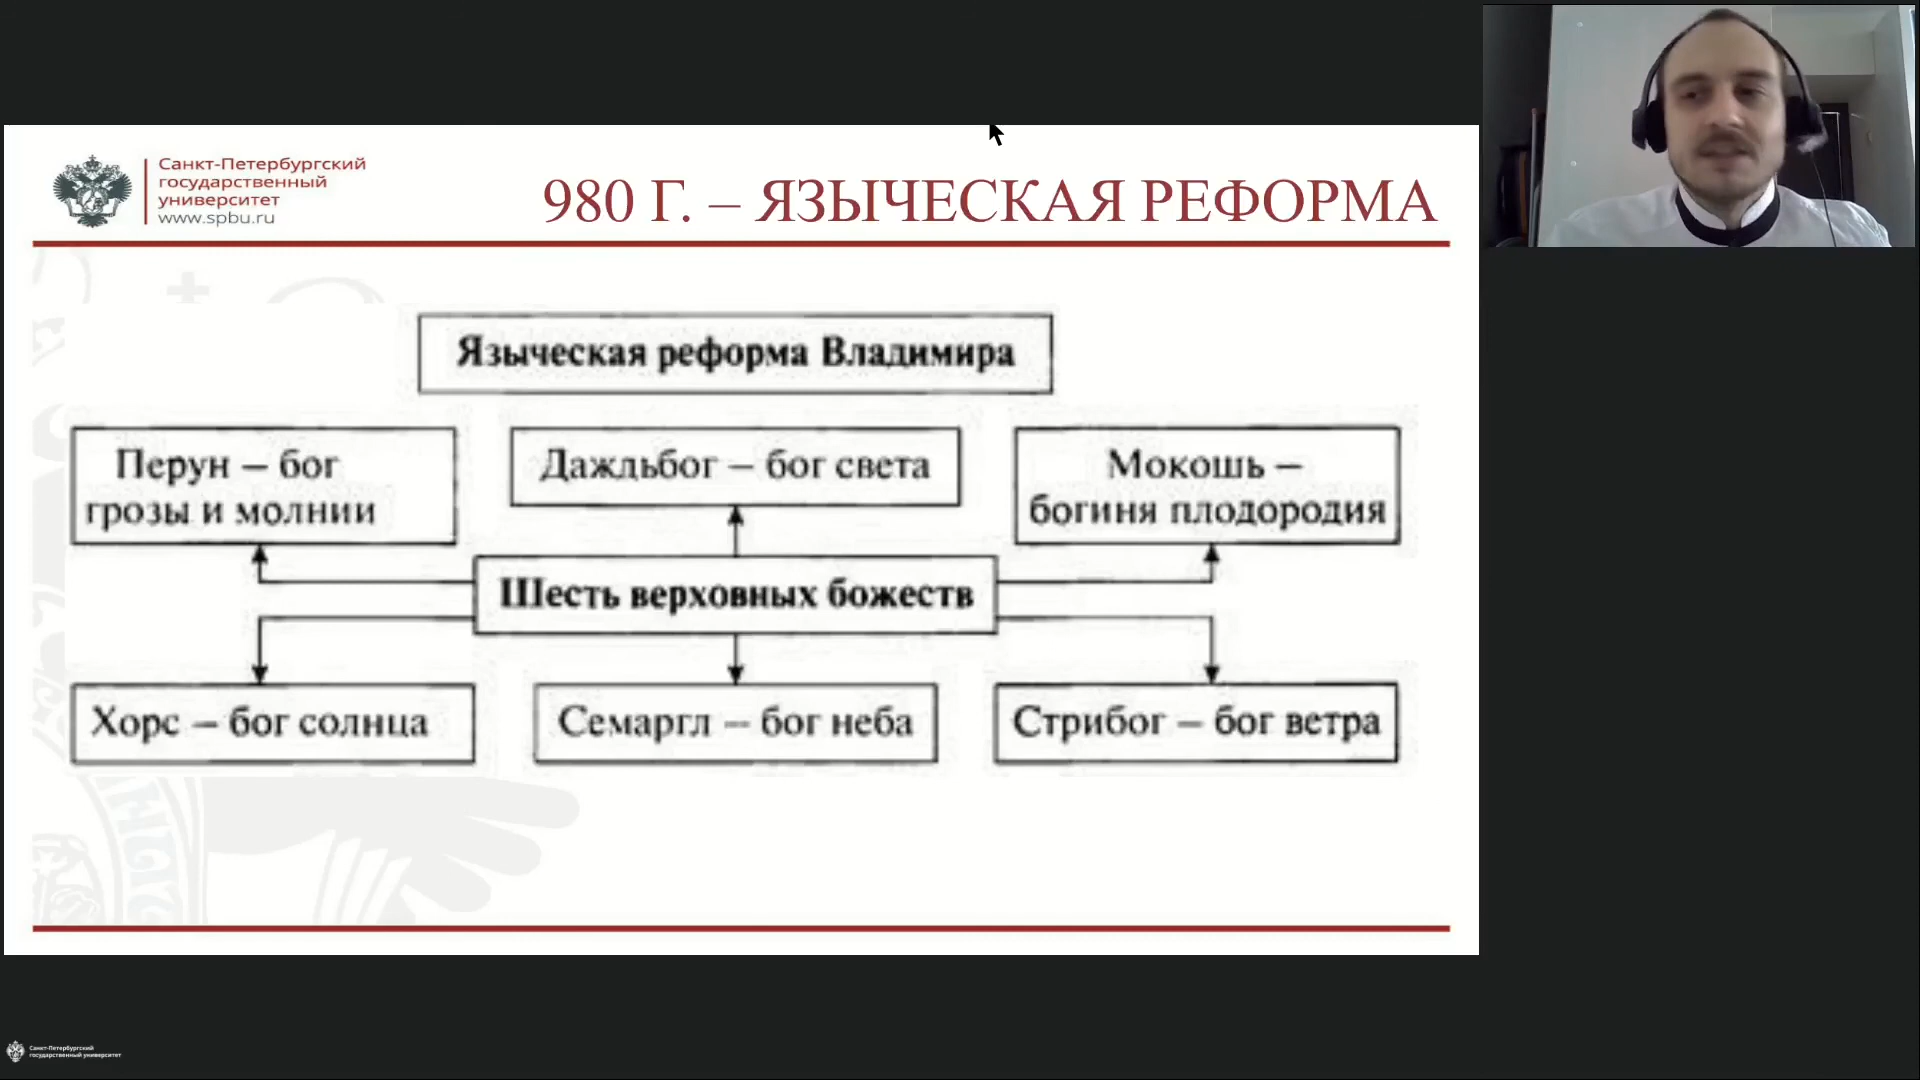 Санкт-Петербургский
государственный
университет
www.spbu.ru
980 Г. – ЯЗЫЧЕСКАЯ РЕФОРМА
Языческая реформа Владимира
Перун – бог
грозы и молнии
Даждьбог – бог света
Мокошь –
богиня плодородия
Шесть верховных божеств
Хорс – бог солнца
Семаргл – бог неба
Стрибог – бог ветра
Санкт-Петербургский
государственный университет